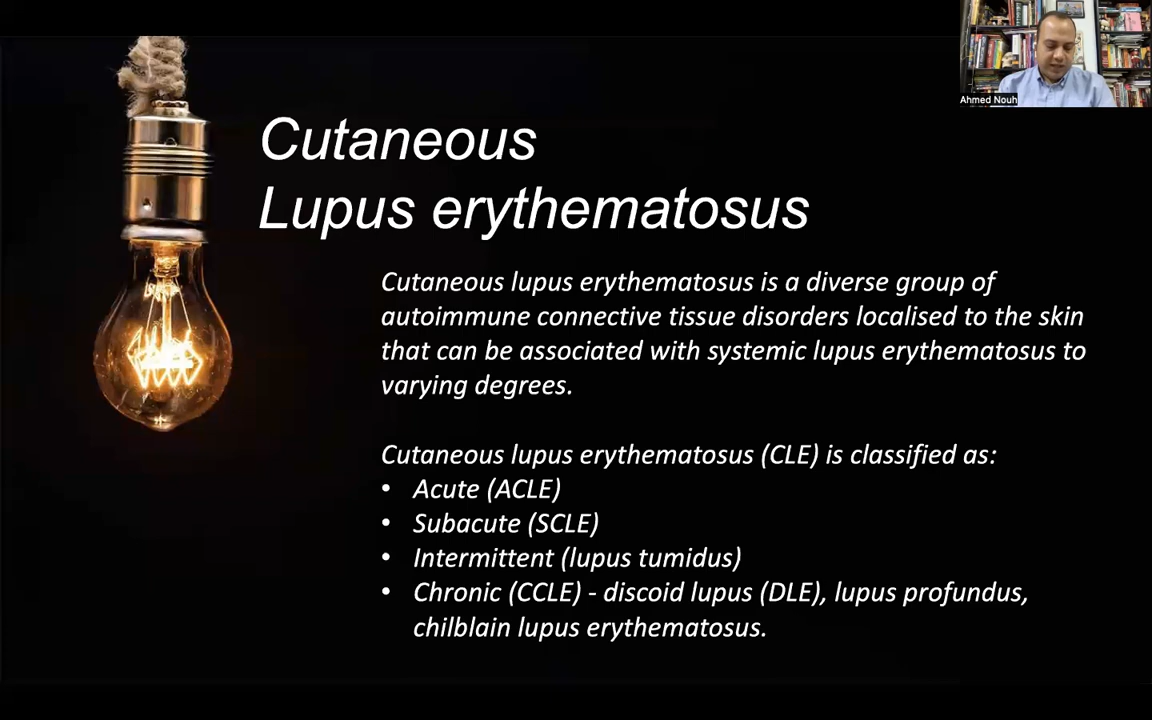 Ahmed Nouh
Cutaneous
Lupus erythematosus
Cutaneous lupus erythematosus is a diverse group of
autoimmune connective tissue disorders localised to the skin
that can be associated with systemic lupus erythematosus to
varying degrees.
Cutaneous lupus erythematosus (CLE) is classified as:
• Acute (ACLE)
• Subacute (SCLE)
• Intermittent (lupus tumidus)
• Chronic (CCLE) - discoid lupus (DLE), lupus profundus,
chilblain lupus erythematosus.